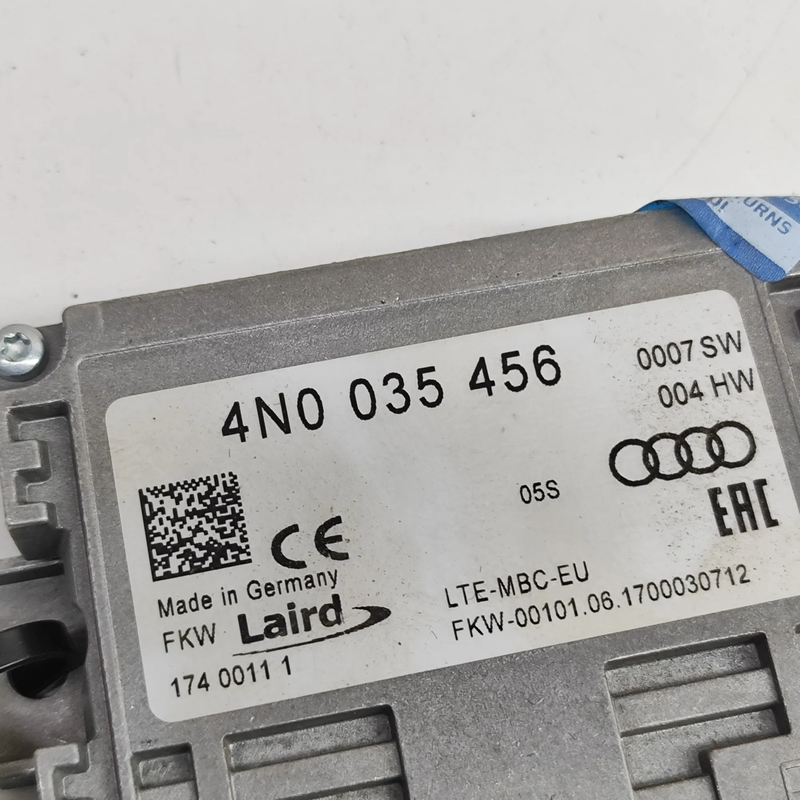 URNS
4N0 035 456
0007 SW
004 HW
05S
EAC
CE
Made in Germany
FKW Laird
LTE-MBC-EU
FKW-00101.06.1700030712
174 0011 1